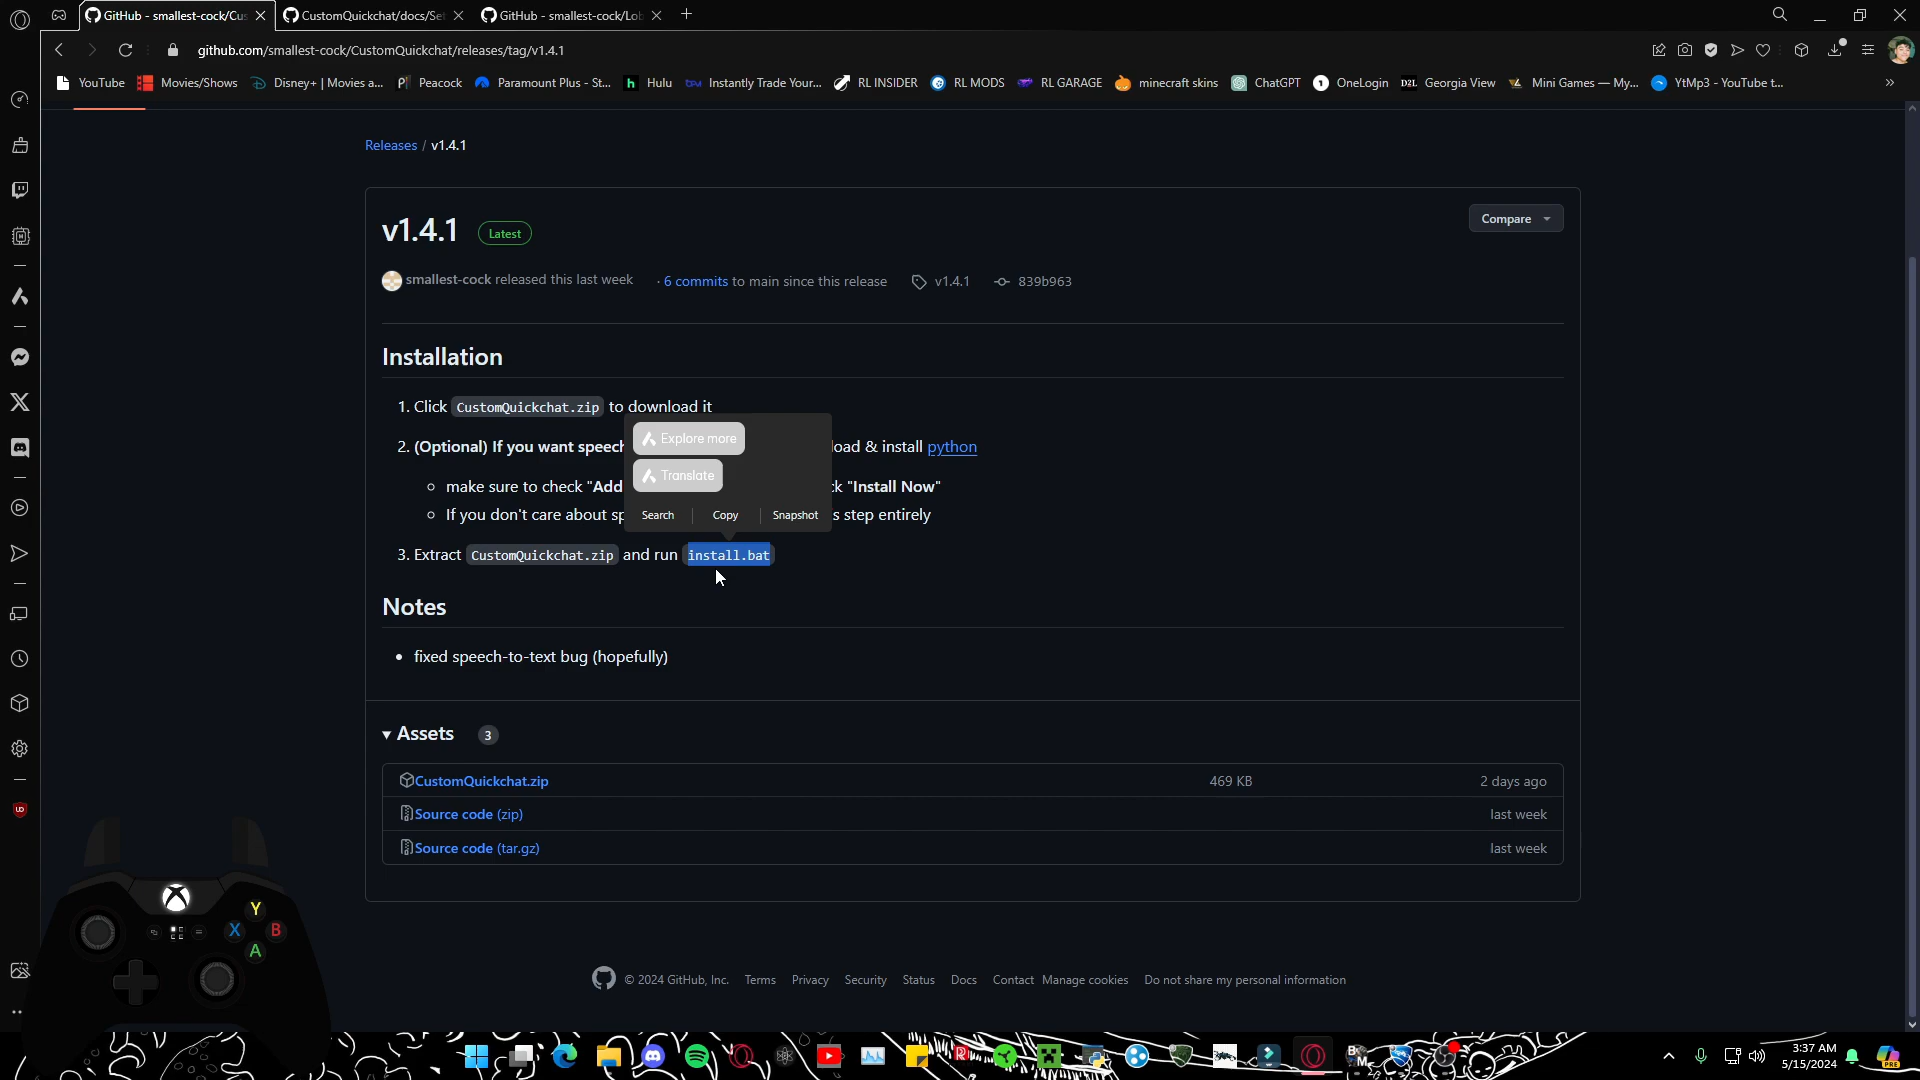 GitHub - smallest-cock/Cus
CustomQuickchat/docs/Se
GitHub - smallest-cock/Lo
github.com/smallest-cock/CustomQuickchat/releases/tag/v1.4.1
YouTube
Movies/Shows
Disney+ | Movies a...
Peacock
Paramount Plus - St...
Hulu
Instantly Trade Your...
RL INSIDER
RL MODS
RL GARAGE
minecraft skins
ChatGPT
OneLogin
Georgia View
Mini Games — My...
YtMp3 - YouTube t...
Releases / v1.4.1
v1.4.1 Latest
Compare
smallest-cock released this last week · 6 commits to main since this release v1.4.1 839b963
Installation
1. Click CustomQuickchat.zip to download it
2. (Optional) If you want speech
load & install python
make sure to check "Add
ck "Install Now"
If you don't care about sp
s step entirely
Explore more
Translate
Search
Copy
Snapshot
3. Extract CustomQuickchat.zip and run install.bat
Notes
• fixed speech-to-text bug (hopefully)
Assets 3
CustomQuickchat.zip 469 KB 2 days ago
Source code (zip) last week
Source code (tar.gz) last week
Y
X B
A
© 2024 GitHub, Inc. Terms Privacy Security Status Docs Contact Manage cookies Do not share my personal information
3:37 AM
5/15/2024
PRE